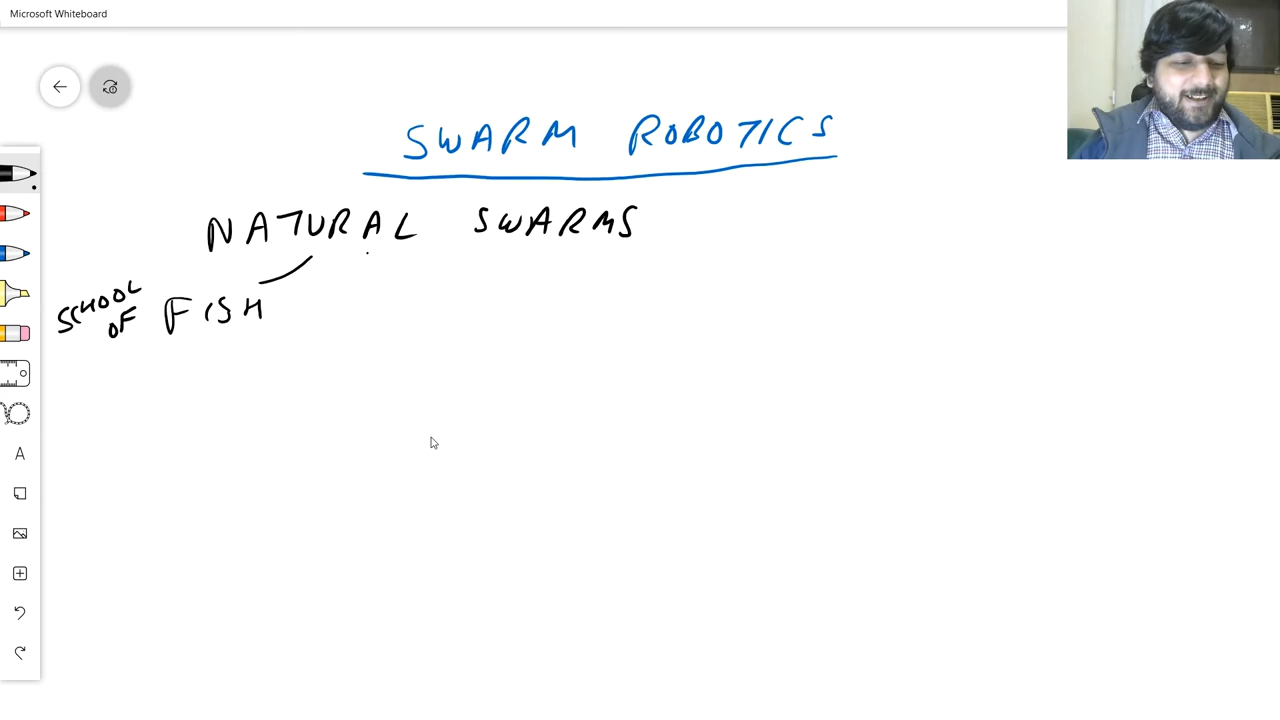 Microsoft Whiteboard
SWARM ROBOTICS
NATURAL SWARMS
SCHOOL
OF FISH
A